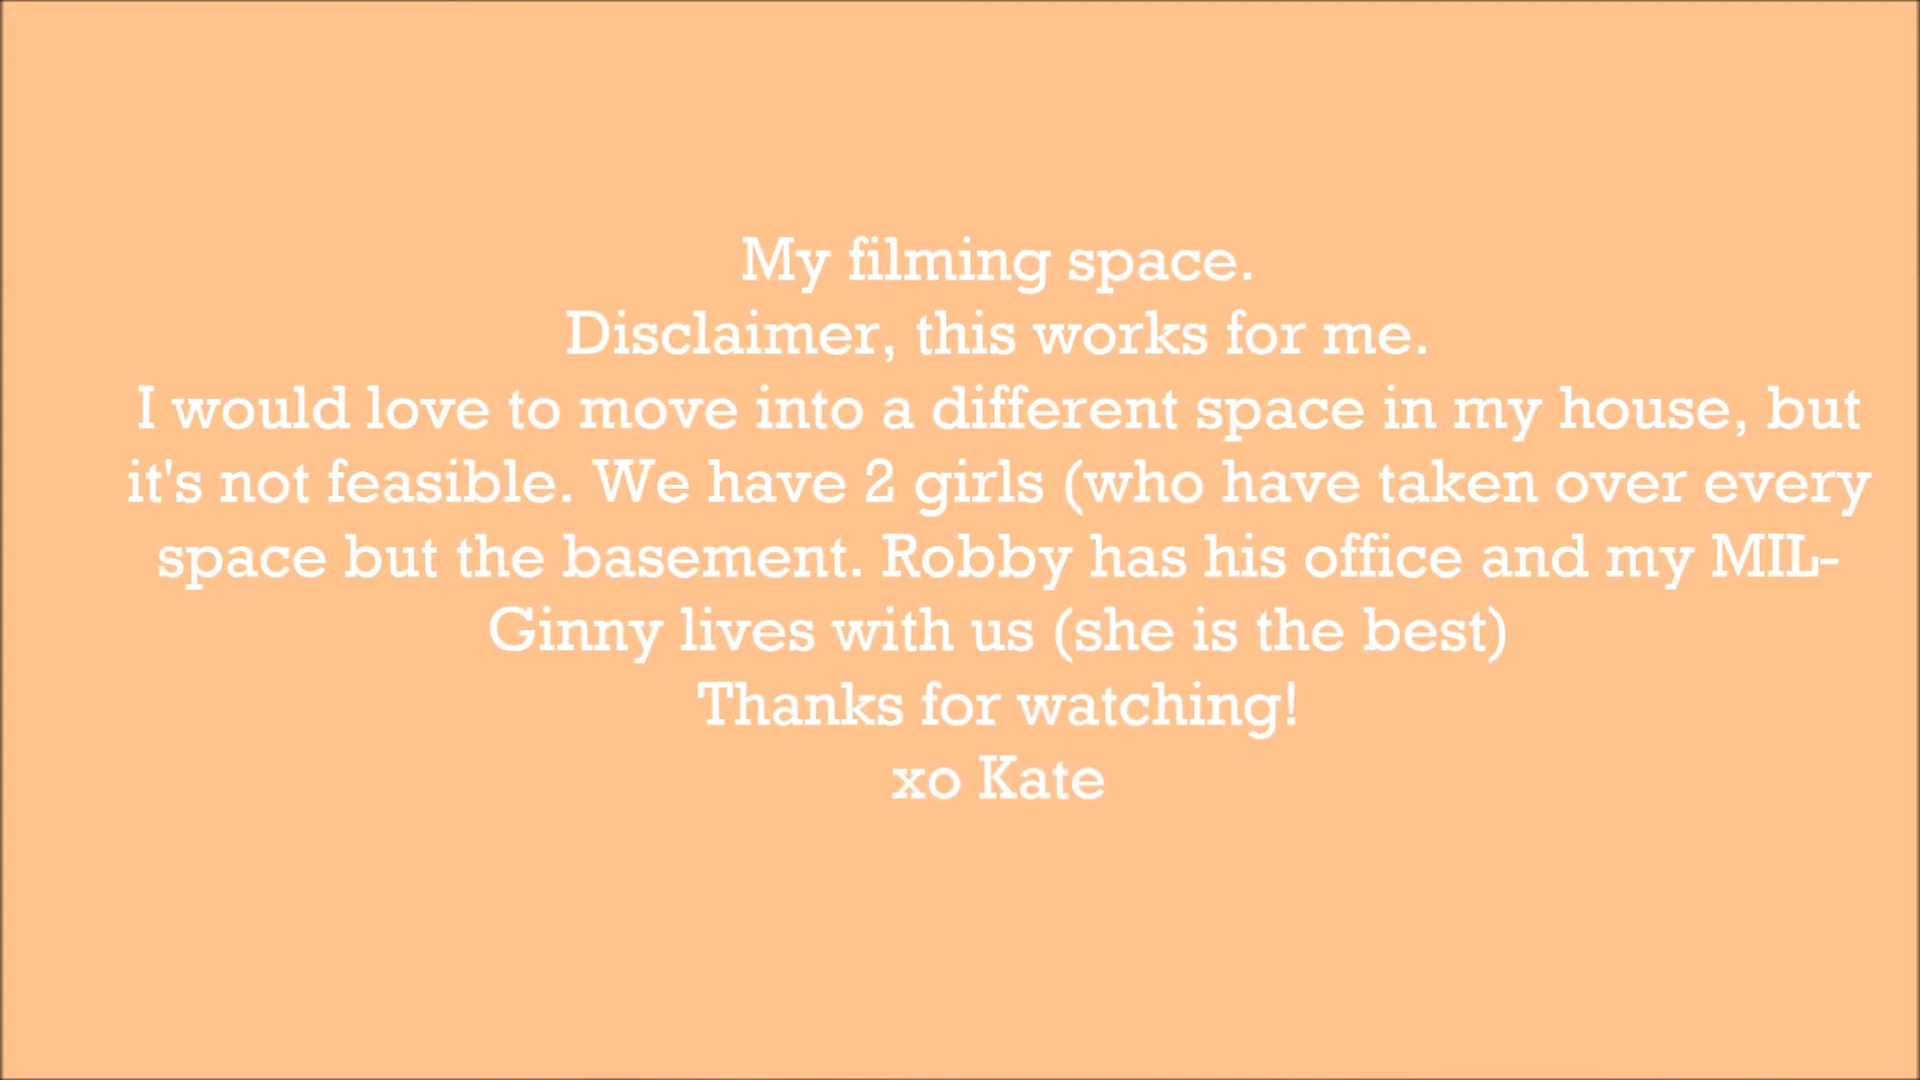 My filming space.
Disclaimer, this works for me.
I would love to move into a different space in my house, but
it's not feasible. We have 2 girls (who have taken over every
space but the basement. Robby has his office and my MIL-
Ginny lives with us (she is the best)
Thanks for watching!
xo Kate